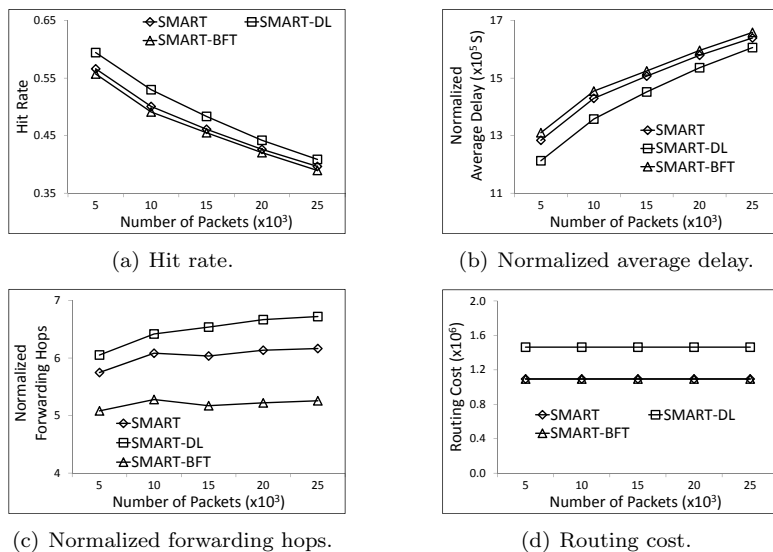 0.65
0.55
0.45
0.35
Hit Rate
SMART
SMART-DL
SMART-BFT
5 10 15 20 25
Number of Packets (x10³)
(a) Hit rate.
17
15
13
11
Normalized
Average Delay (x10⁵ S)
SMART
SMART-DL
SMART-BFT
5 10 15 20 25
Number of Packets (x10³)
(b) Normalized average delay.
7
6
5
4
Normalized
Forwarding Hops
SMART
SMART-DL
SMART-BFT
5 10 15 20 25
Number of Packets (x10³)
(c) Normalized forwarding hops.
2.0
1.6
1.2
0.8
0.4
0.0
Routing Cost (x10⁶)
SMART
SMART-DL
SMART-BFT
5 10 15 20 25
Number of Packets (x10³)
(d) Routing cost.